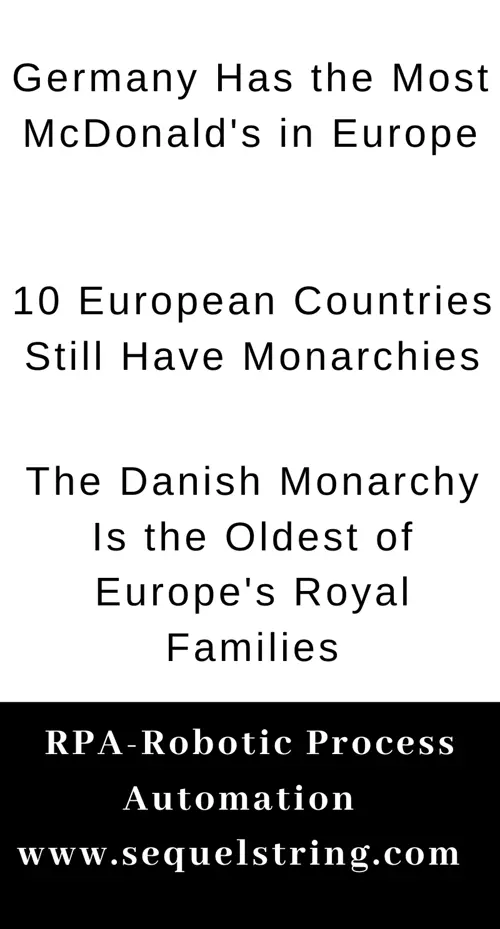 Germany Has the Most
McDonald's in Europe
10 European Countries
Still Have Monarchies
The Danish Monarchy
Is the Oldest of
Europe's Royal
Families
RPA-Robotic Process
Automation
www.sequelstring.com